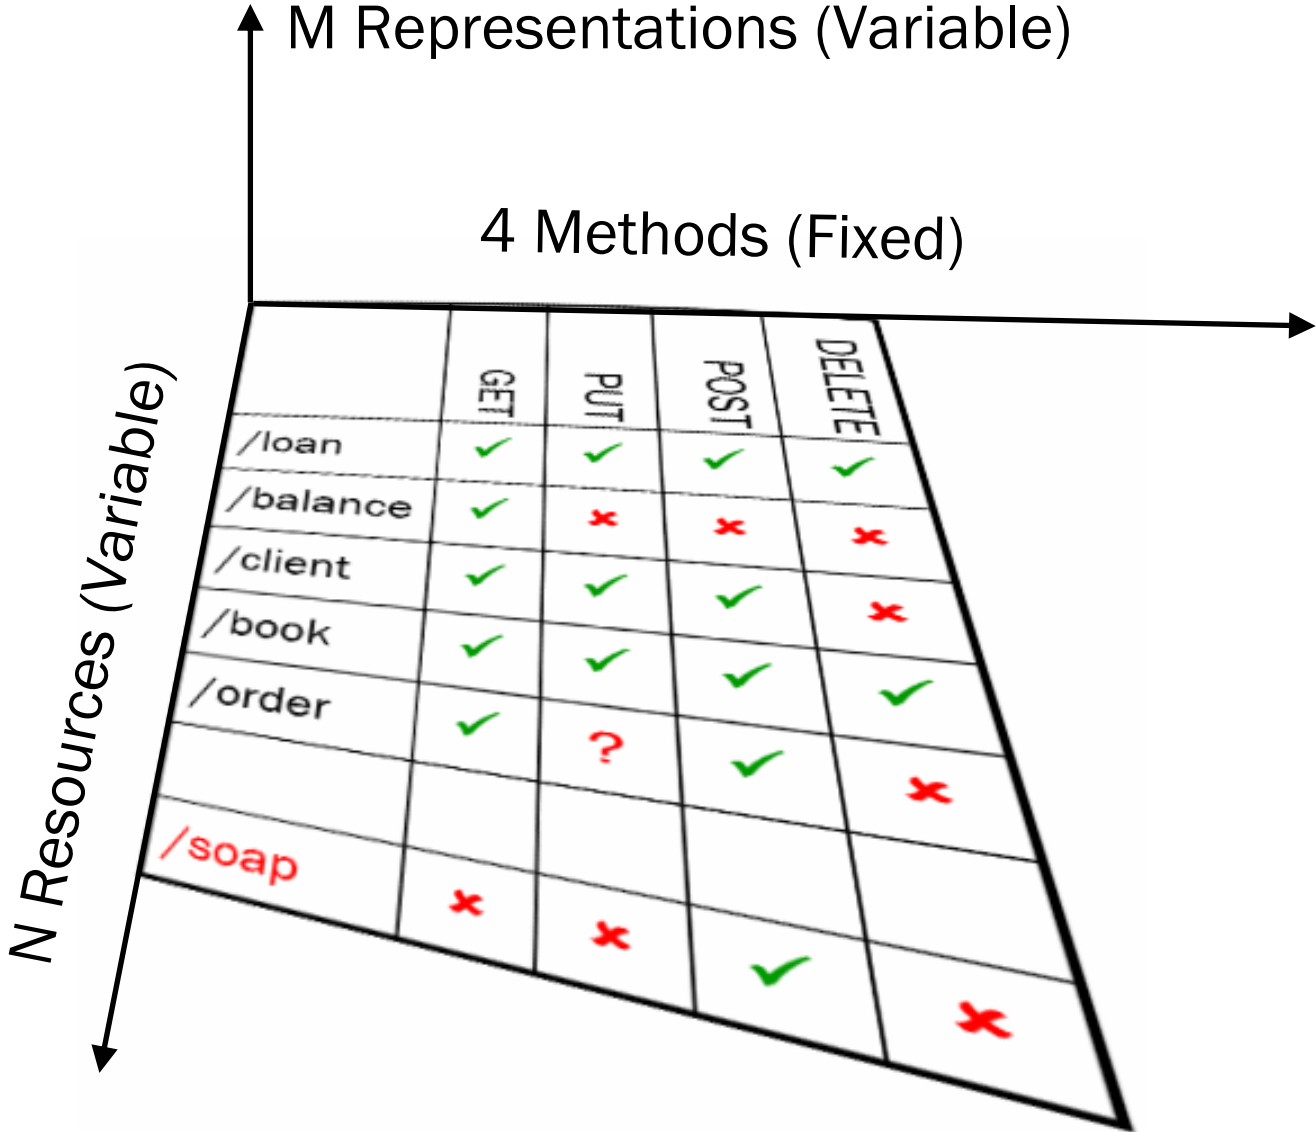 M Representations (Variable)
4 Methods (Fixed)
N Resources (Variable)
GET PUT POST DELETE
/loan
/balance
/client
/book
/order ?
/soap